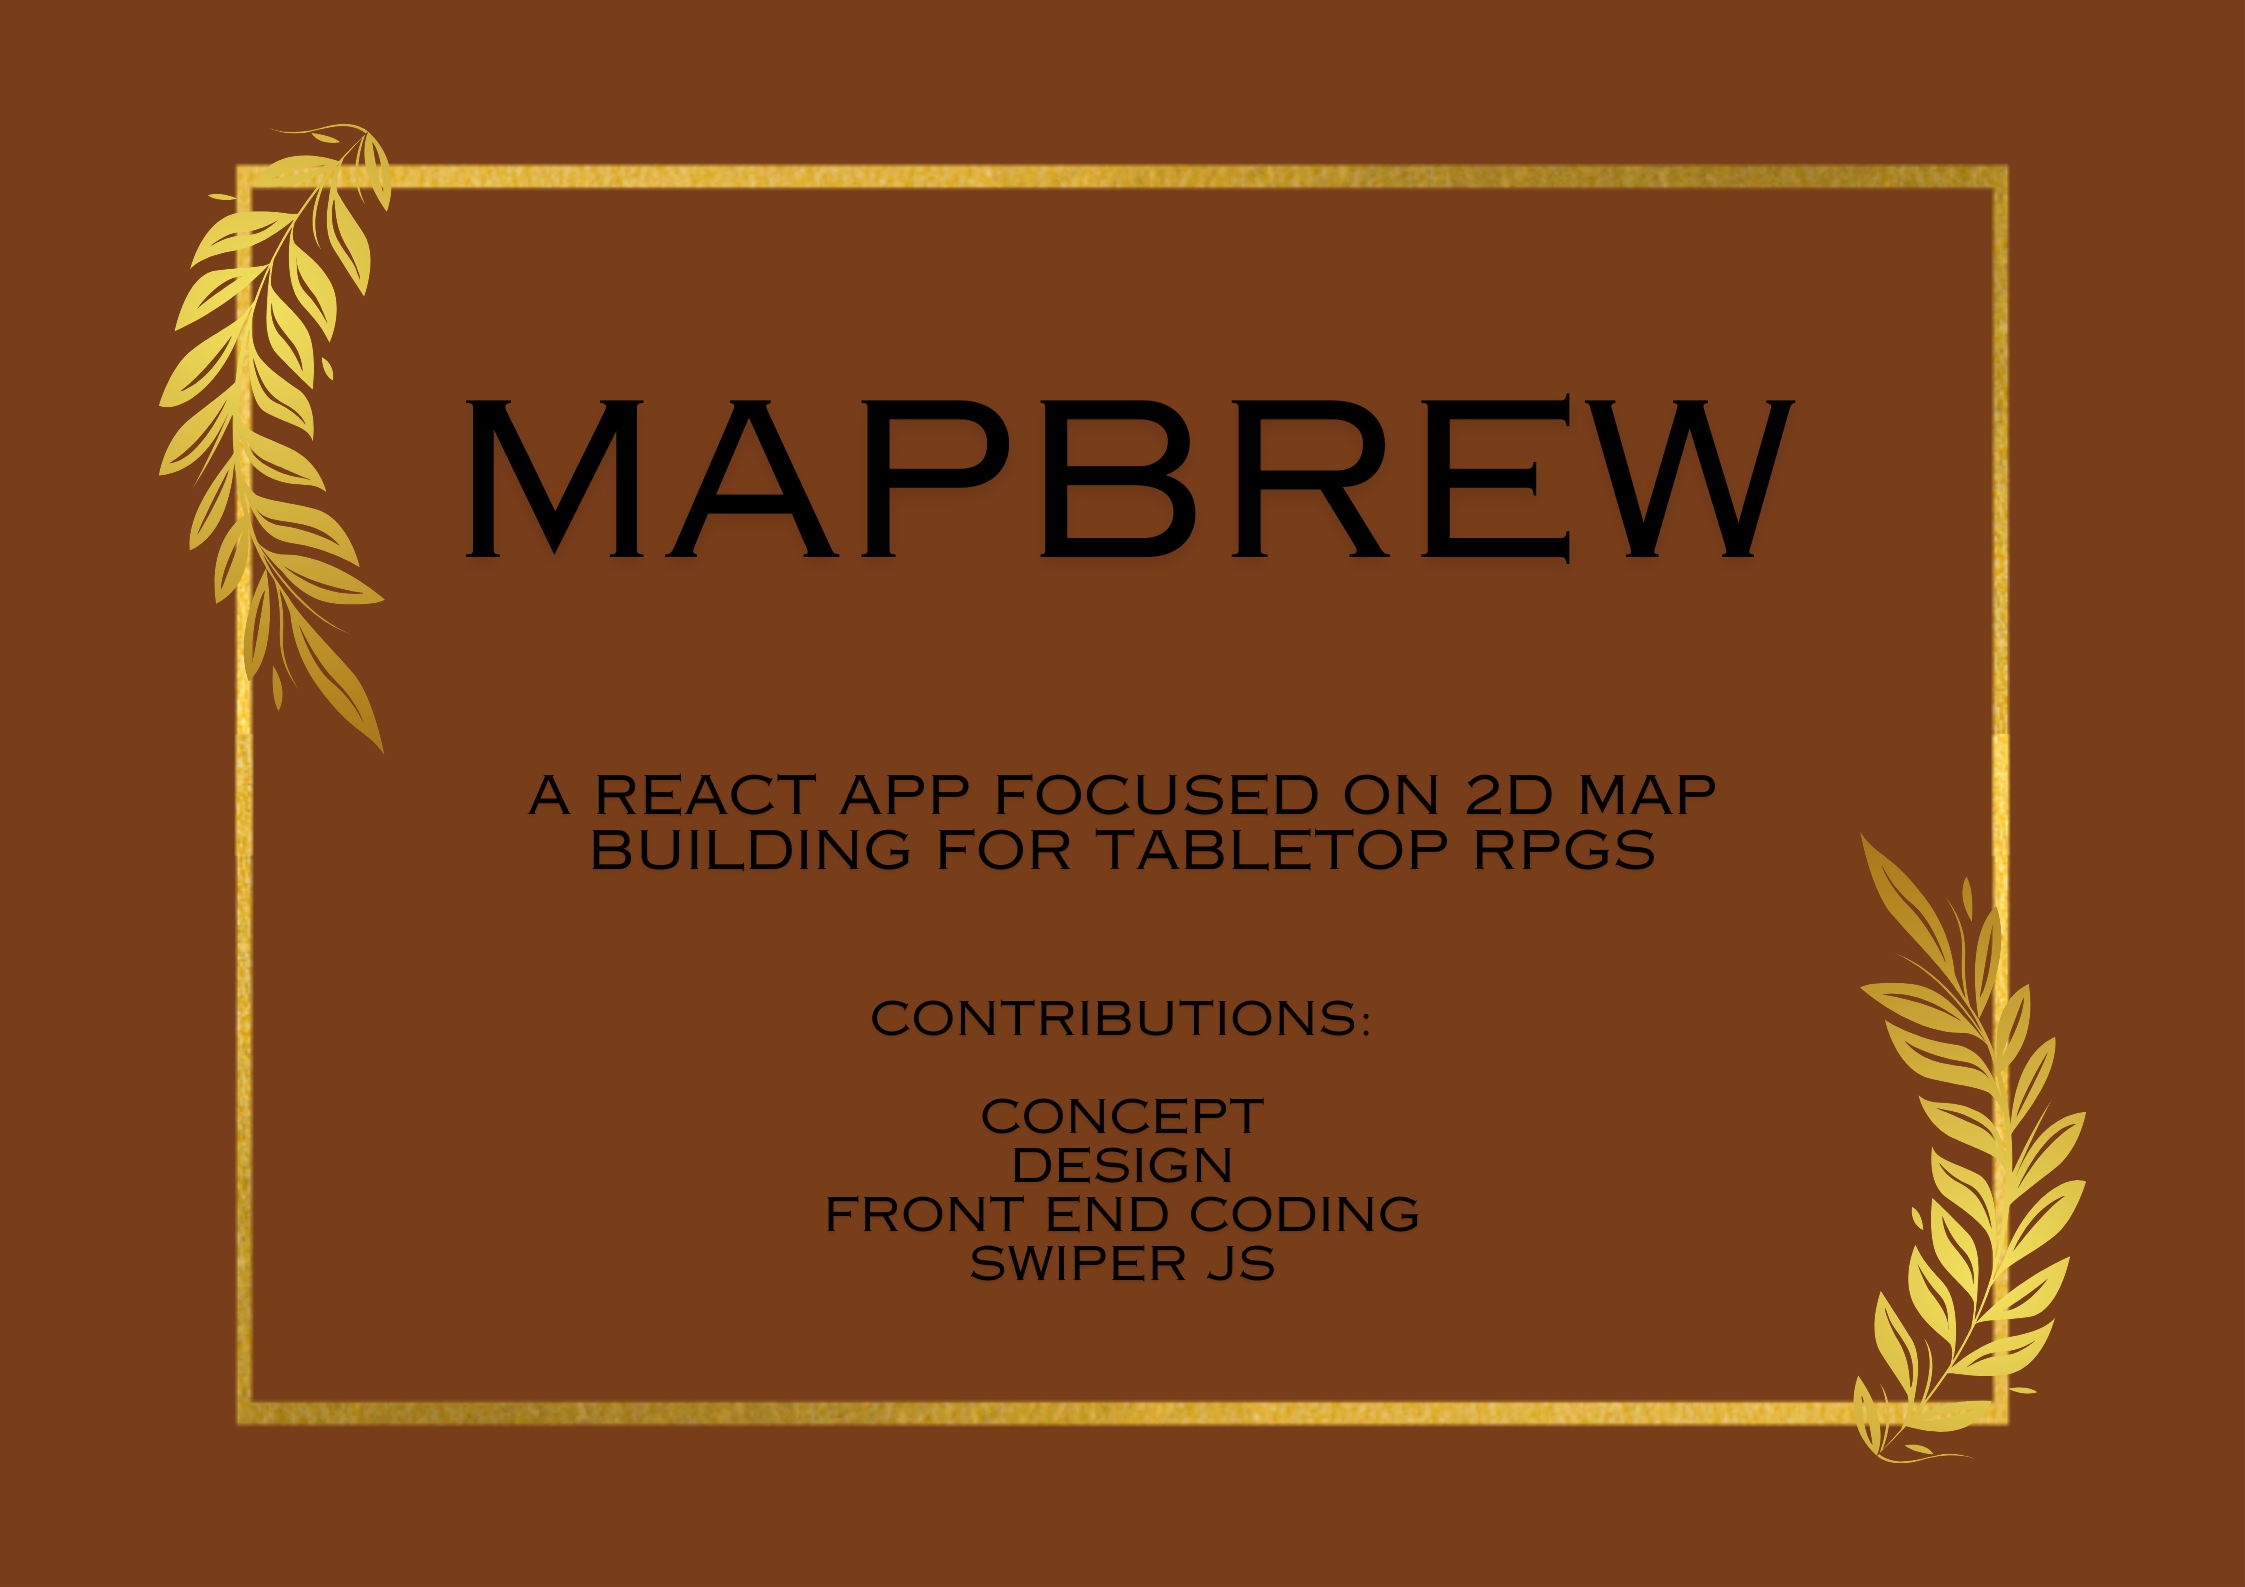 MAPBREW
A REACT APP FOCUSED ON 2D MAP
BUILDING FOR TABLETOP RPGS
CONTRIBUTIONS:
CONCEPT
DESIGN
FRONT END CODING
SWIPER JS